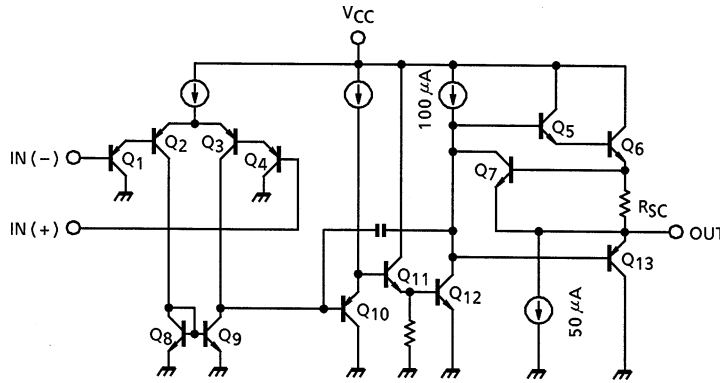 VCC
100 μA
Q5
Q2
Q3
Q6
IN (−)
Q1
Q4
Q7
RSC
IN (+)
OUT
Q11
Q13
Q12
Q10
50 μA
Q8
Q9